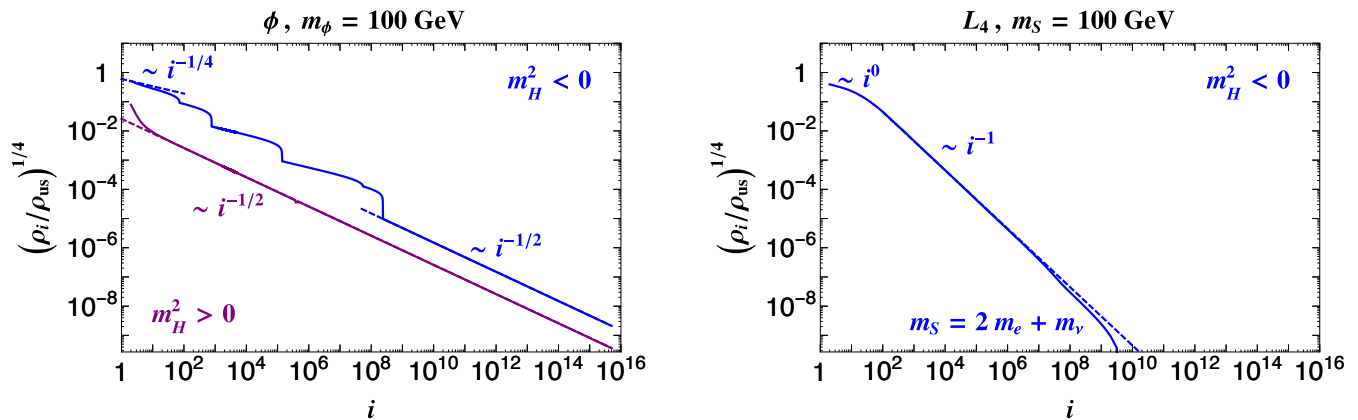 ϕ , m_ϕ = 100 GeV
(ρ_i/ρ_us)^{1/4}
1
10^{-2}
10^{-4}
10^{-6}
10^{-8}
~ i^{-1/4}
m_H^2 < 0
~ i^{-1/2}
~ i^{-1/2}
m_H^2 > 0
1 10^2 10^4 10^6 10^8 10^{10} 10^{12} 10^{14} 10^{16}
i
L_4 , m_S = 100 GeV
(ρ_i/ρ_us)^{1/4}
1
10^{-2}
10^{-4}
10^{-6}
10^{-8}
~ i^0
m_H^2 < 0
~ i^{-1}
m_S = 2 m_e + m_ν
1 10^2 10^4 10^6 10^8 10^{10} 10^{12} 10^{14} 10^{16}
i